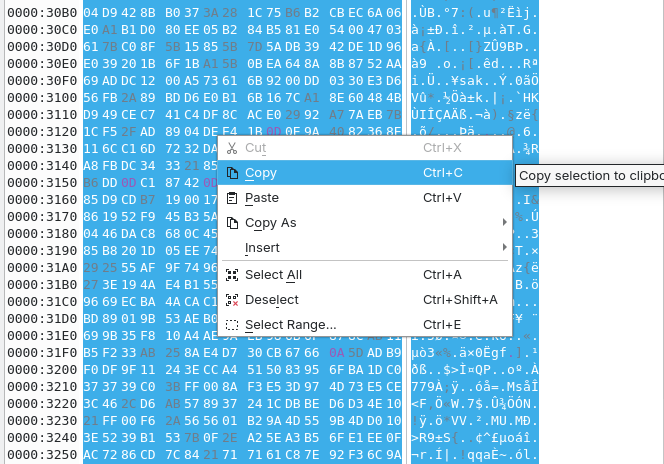 0000:30B0 04 D9 42 8B B0 37 3A 28 1C 75 B6 B2 CB EC 6A 06 .ÙB.°7:(.u¶²Ëìj.
0000:30C0 E0 A1 B1 D0 80 EE 05 B2 84 B5 81 E0 54 00 47 03 à¡±Ð.î.².µ.àT.G.
0000:30D0 61 7B C0 8F 5B 15 85 5B 7D 5A DB 39 42 DE 1D 96 a{À.[..[}ZÛ9BÞ..
0000:30E0 E0 39 20 1B 6F 1B A1 5B 0B EA 64 8A 8B 87 52 AA à9 .o.¡[.êd...Rª
0000:30F0 69 AD DC 12 00 A5 73 61 6B 92 00 DD 03 30 E3 D6 i.Ü..¥sak..Ý.0ãÖ
0000:3100 56 FB 2A 89 BD D6 E0 B1 6B 16 7C A1 8E 60 48 4B Vû*.½Öà±k.|¡.`HK
0000:3110 D9 49 CE C7 41 C4 DF 8C AC E0 29 92 A7 7A EB 7B ÙIÎÇAÄß.¬à).§zë{
0000:3120 1C F5 2F AD 89 04 DE F4 1B 0D 0E 9A 40 82 36 8F .õ/...Þô....@.6.
0000:3130 11 6C C1 6D 72 32 .¾R
Cut Ctrl+X
0000:3140 A8 FB DC 34 33 21 85
0000:3150 B6 DD 0D C1 87 42 0D
Copy Ctrl+C
Copy selection to clipbo
0000:3160 85 D9 CD B7 19 00 17 .I&
Paste Ctrl+V
0000:3170 86 19 52 F9 45 B3 5A %.Ú
0000:3180 04 46 DA C8 68 0C 45 ..3
Copy As
0000:3190 85 B8 20 1D 05 EE 74 T.×
Insert
0000:31A0 29 25 55 AF 9F 74 96 Az{ë
0000:31B0 27 3E 19 4A E4 B1 55 B.ö
Select All Ctrl+A
0000:31C0 96 69 EC BA 4A CA C1
0000:31D0 BD 89 01 9B 53 AE
Deselect Ctrl+Shift+A
0000:31E0 69 9B 35 F8 10 A4
Select Range... Ctrl+E
0000:31F0 B5 F2 33 AB 25 8A E4 D7 30 CB 67 66 0A 5D AD B9 µò3«%.ä×0Ëgf.].¹
0000:3200 F0 DF 9F 11 24 3E CC A4 51 50 83 95 6F BA 1D C0 ðß..$>Ì¤QP..oº.À
0000:3210 37 37 39 C0 3B FF 00 8A F3 E5 3D 97 4D 73 E5 CE 779À;ÿ..óå=.MsåÎ
0000:3220 3C 46 2C D6 AB 57 89 37 24 1C DB BE D6 D3 4E 10 <F,Ö«W.7$.Û¾ÖÓN.
0000:3230 21 FF 00 F6 2A 56 56 01 B2 9A 4D 55 9B 4D D0 10 !ÿ.ö*VV.².MU.MÐ.
0000:3240 3E 52 39 B1 53 7B 0F 2E A2 5E A3 B5 6F E1 EE 0F >R9±S{..¢^£µoáî.
0000:3250 AC 72 86 CD 7C 84 21 71 71 61 C8 7E 92 F3 6C 9A ¬r.Í|.!qqaÈ~.ól.